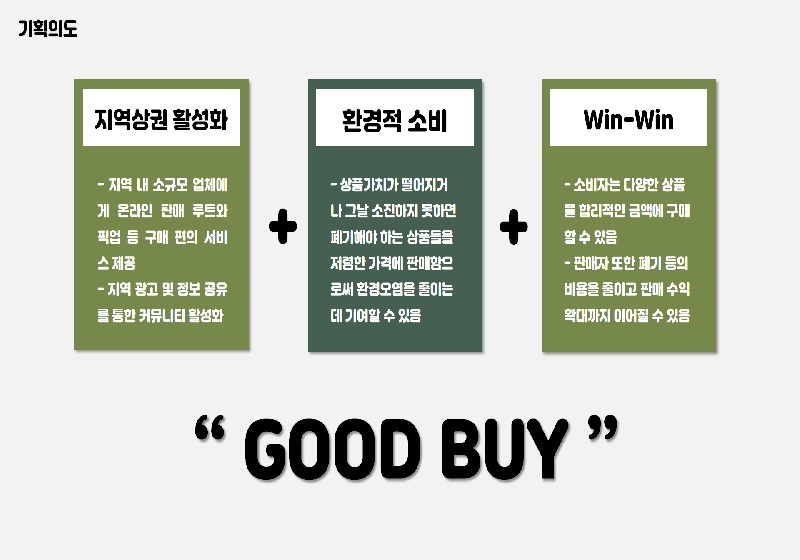 기획의도
지역상권 활성화
- 지역 내 소규모 업체에
게 온라인 판매 루트와
픽업 등 구매 편의 서비
스 제공
- 지역 광고 및 정보 공유
를 통한 커뮤니티 활성화
+
환경적 소비
- 상품가치가 떨어지거
나 그날 소진하지 못하면
폐기해야 하는 상품들을
저렴한 가격에 판매함으
로써 환경오염을 줄이는
데 기여할 수 있음
+
Win-Win
- 소비자는 다양한 상품
을 합리적인 금액에 구매
할 수 있음
- 판매자 또한 폐기 등의
비용을 줄이고 판매 수익
확대까지 이어질 수 있음
“ GOOD BUY ”